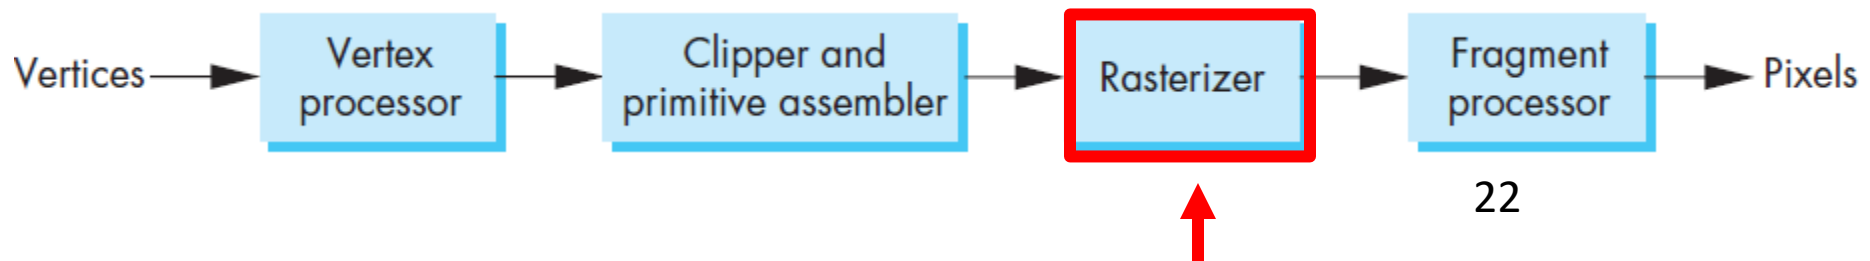 Vertices
Vertex
processor
Clipper and
primitive assembler
Rasterizer
Fragment
processor
Pixels
22